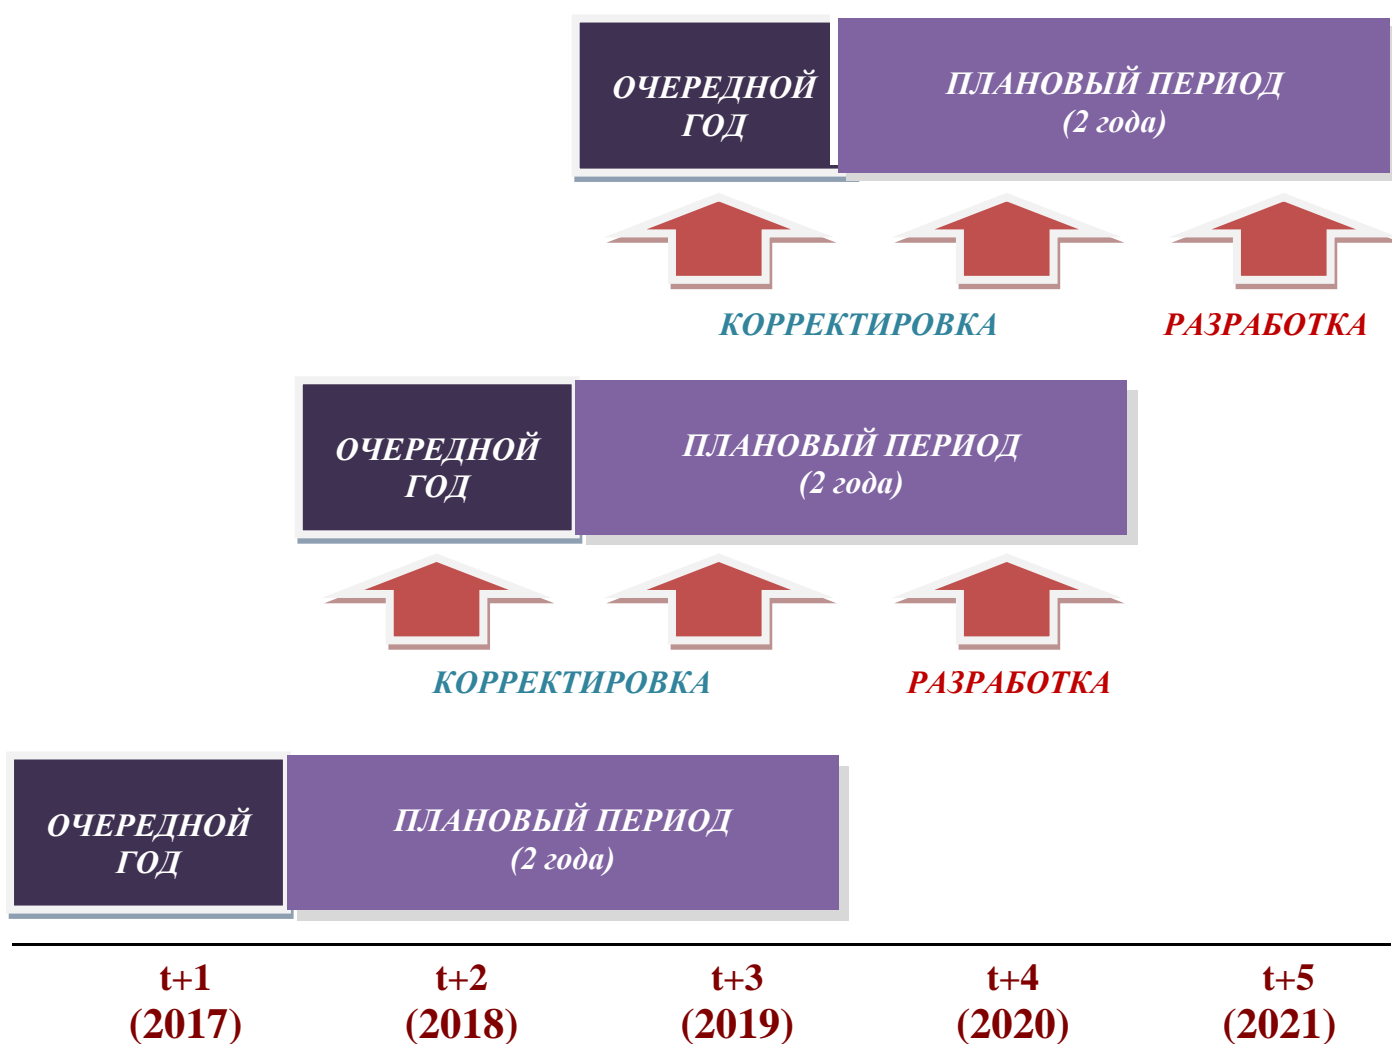 ОЧЕРЕДНОЙ
ГОД
ПЛАНОВЫЙ ПЕРИОД
(2 года)
КОРРЕКТИРОВКА
РАЗРАБОТКА
ОЧЕРЕДНОЙ
ГОД
ПЛАНОВЫЙ ПЕРИОД
(2 года)
КОРРЕКТИРОВКА
РАЗРАБОТКА
ОЧЕРЕДНОЙ
ГОД
ПЛАНОВЫЙ ПЕРИОД
(2 года)
t+1
(2017)
t+2
(2018)
t+3
(2019)
t+4
(2020)
t+5
(2021)